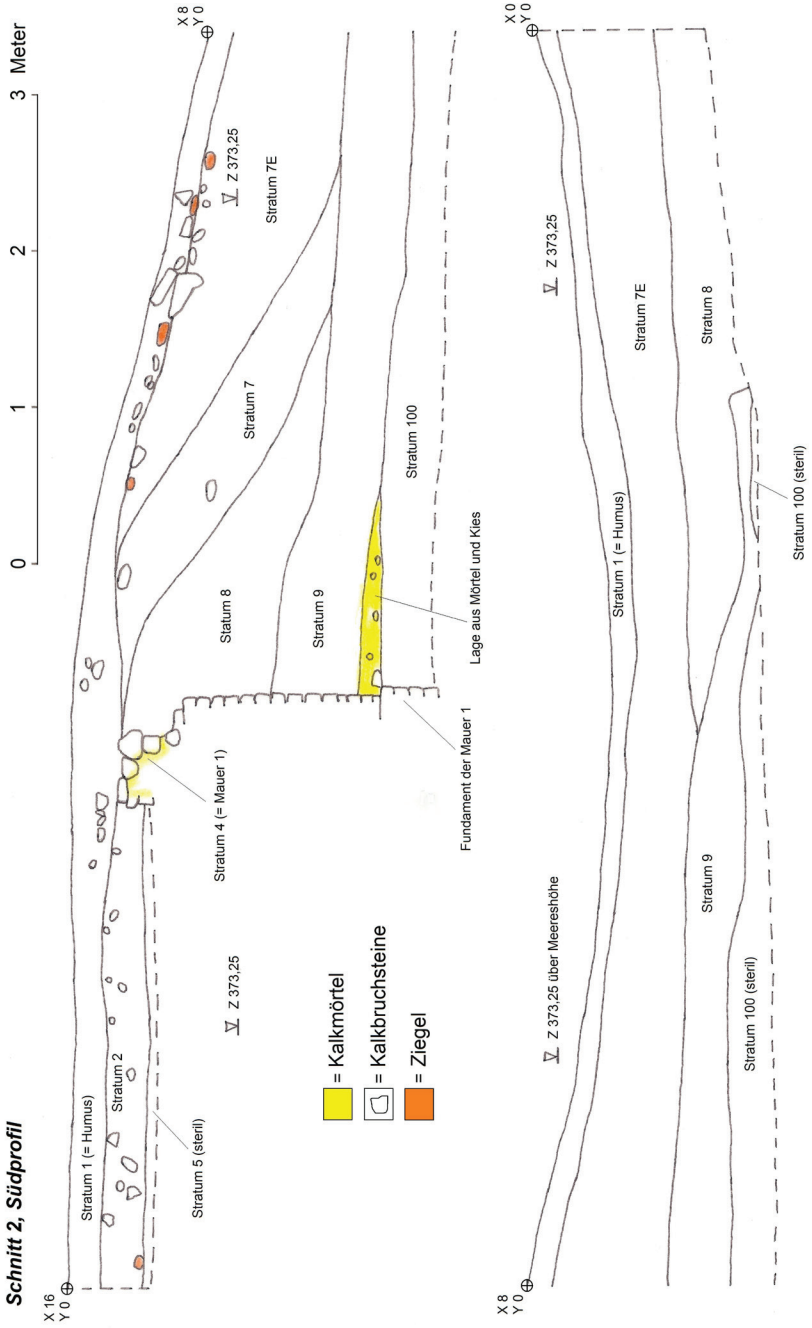 Schnitt 2, Südprofil
0 1 2 3 Meter
X 16
Y 0
X 8
Y 0
Stratum 1 (= Humus)
Stratum 2
Stratum 5 (steril)
Z 373,25
Stratum 4 (= Mauer 1)
Statum 8
Stratum 7
Stratum 7E
Z 373,25
Stratum 9
Stratum 100
Lage aus Mörtel und Kies
Fundament der Mauer 1
= Kalkmörtel
= Kalkbruchsteine
= Ziegel
X 8
Y 0
X 0
Y 0
Z 373,25 über Meereshöhe
Z 373,25
Stratum 1 (= Humus)
Stratum 7E
Stratum 8
Stratum 9
Stratum 100 (steril)
Stratum 100 (steril)